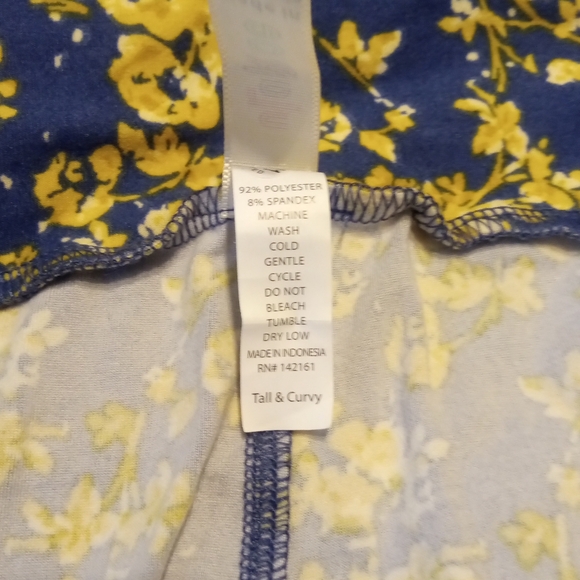 92% POLYESTER
8% SPANDEX
MACHINE
WASH
COLD
GENTLE
CYCLE
DO NOT
BLEACH
TUMBLE
DRY LOW
MADE IN INDONESIA
RN# 142161
Tall & Curvy